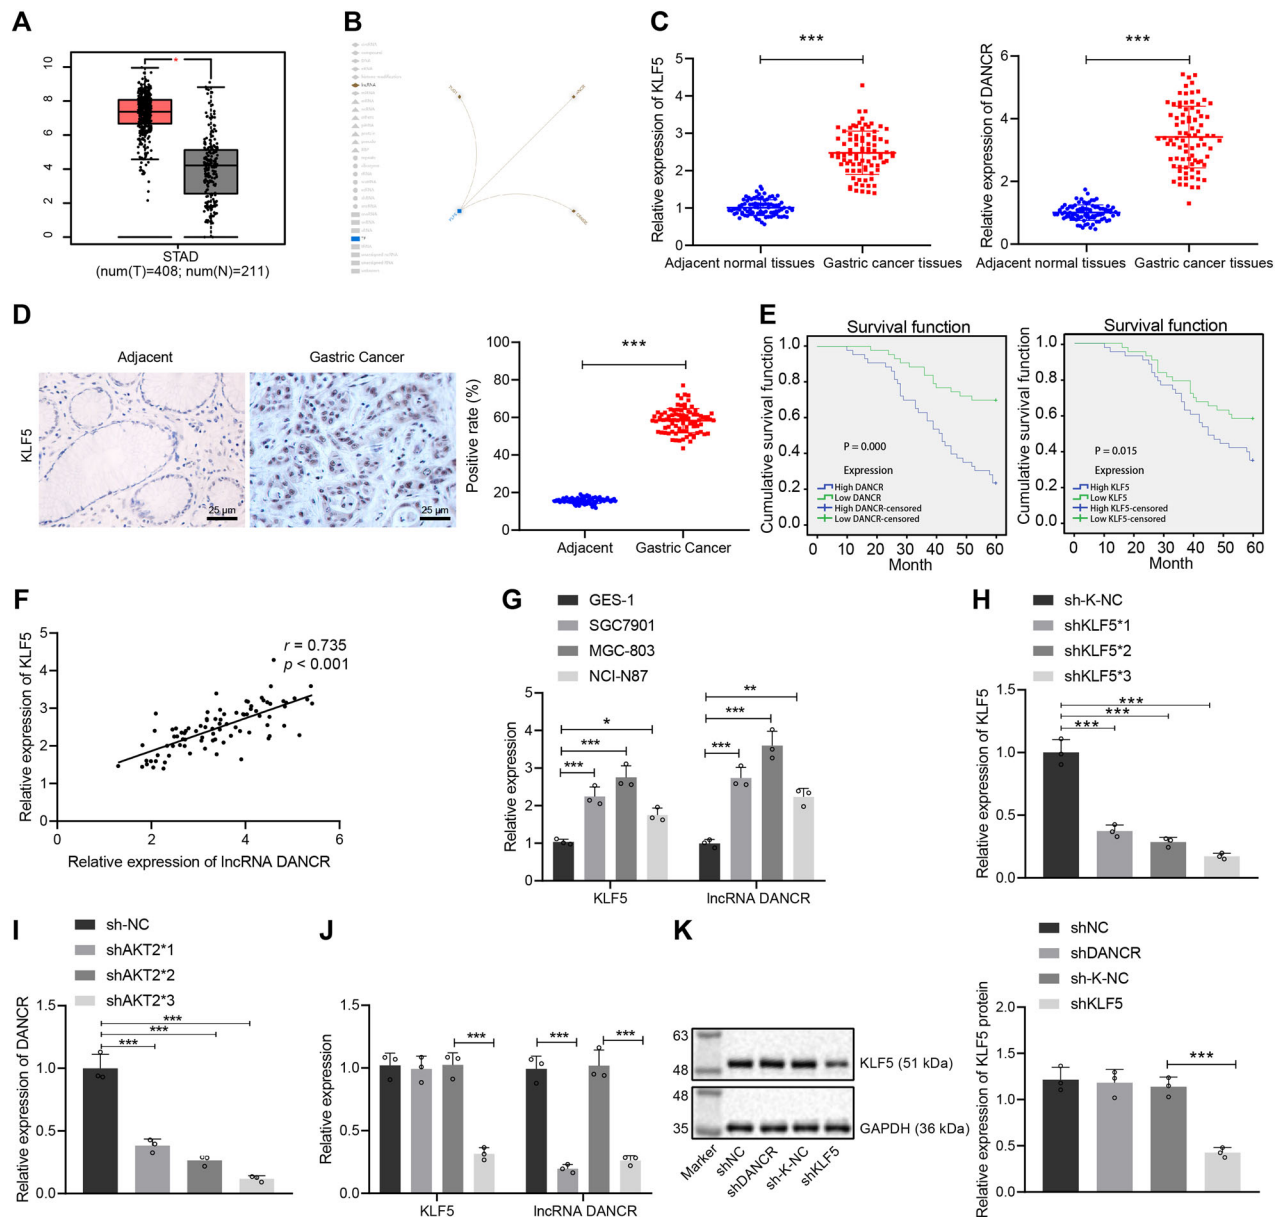 A
10
8
6
4
2
0
*
STAD
(num(T)=408; num(N)=211)
B
C
Relative expression of KLF5
5
4
3
2
1
0
***
Adjacent normal tissues
Gastric cancer tissues
Relative expression of DANCR
6
5
4
3
2
1
0
***
Adjacent normal tissues
Gastric cancer tissues
D
Adjacent
Gastric Cancer
KLF5
25 µm
25 µm
Positive rate (%)
100
80
60
40
20
0
***
Adjacent
Gastric Cancer
E
Survival function
Cumulative survival function
1.0
0.8
0.6
0.4
0.2
0.0
P = 0.000
Expression
High DANCR
Low DANCR
High DANCR-censored
Low DANCR-censored
0 10 20 30 40 50 60
Month
Survival function
Cumulative survival function
1.0
0.8
0.6
0.4
0.2
0.0
P = 0.015
Expression
High KLF5
Low KLF5
High KLF5-censored
Low KLF5-censored
0 10 20 30 40 50 60
Month
F
Relative expression of KLF5
5
4
3
2
1
0
r = 0.735
p < 0.001
0 2 4 6
Relative expression of lncRNA DANCR
G
GES-1
SGC7901
MGC-803
NCI-N87
Relative expression
5
4
3
2
1
0
*
***
***
**
***
***
KLF5
lncRNA DANCR
H
sh-K-NC
shKLF5*1
shKLF5*2
shKLF5*3
Relative expression of KLF5
1.5
1.0
0.5
0.0
***
***
***
I
sh-NC
shAKT2*1
shAKT2*2
shAKT2*3
Relative expression of DANCR
1.5
1.0
0.5
0.0
***
***
***
J
Relative expression
1.5
1.0
0.5
0.0
***
***
***
KLF5
lncRNA DANCR
K
63
48
KLF5 (51 kDa)
48
35
GAPDH (36 kDa)
Marker
shNC
shDANCR
sh-K-NC
shKLF5
shNC
shDANCR
sh-K-NC
shKLF5
Relative expression of KLF5 protein
2.0
1.5
1.0
0.5
0.0
***